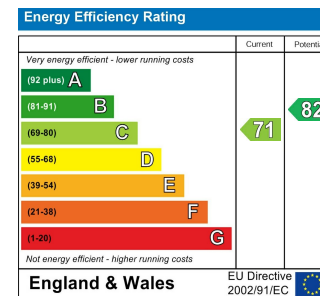 Energy Efficiency Rating
Current Potenti
Very energy efficient - lower running costs
(92 plus) A
(81-91) B
(69-80) C
(55-68) D
(39-54) E
(21-38) F
(1-20) G
71
82
Not energy efficient - higher running costs
England & Wales
EU Directive
2002/91/EC